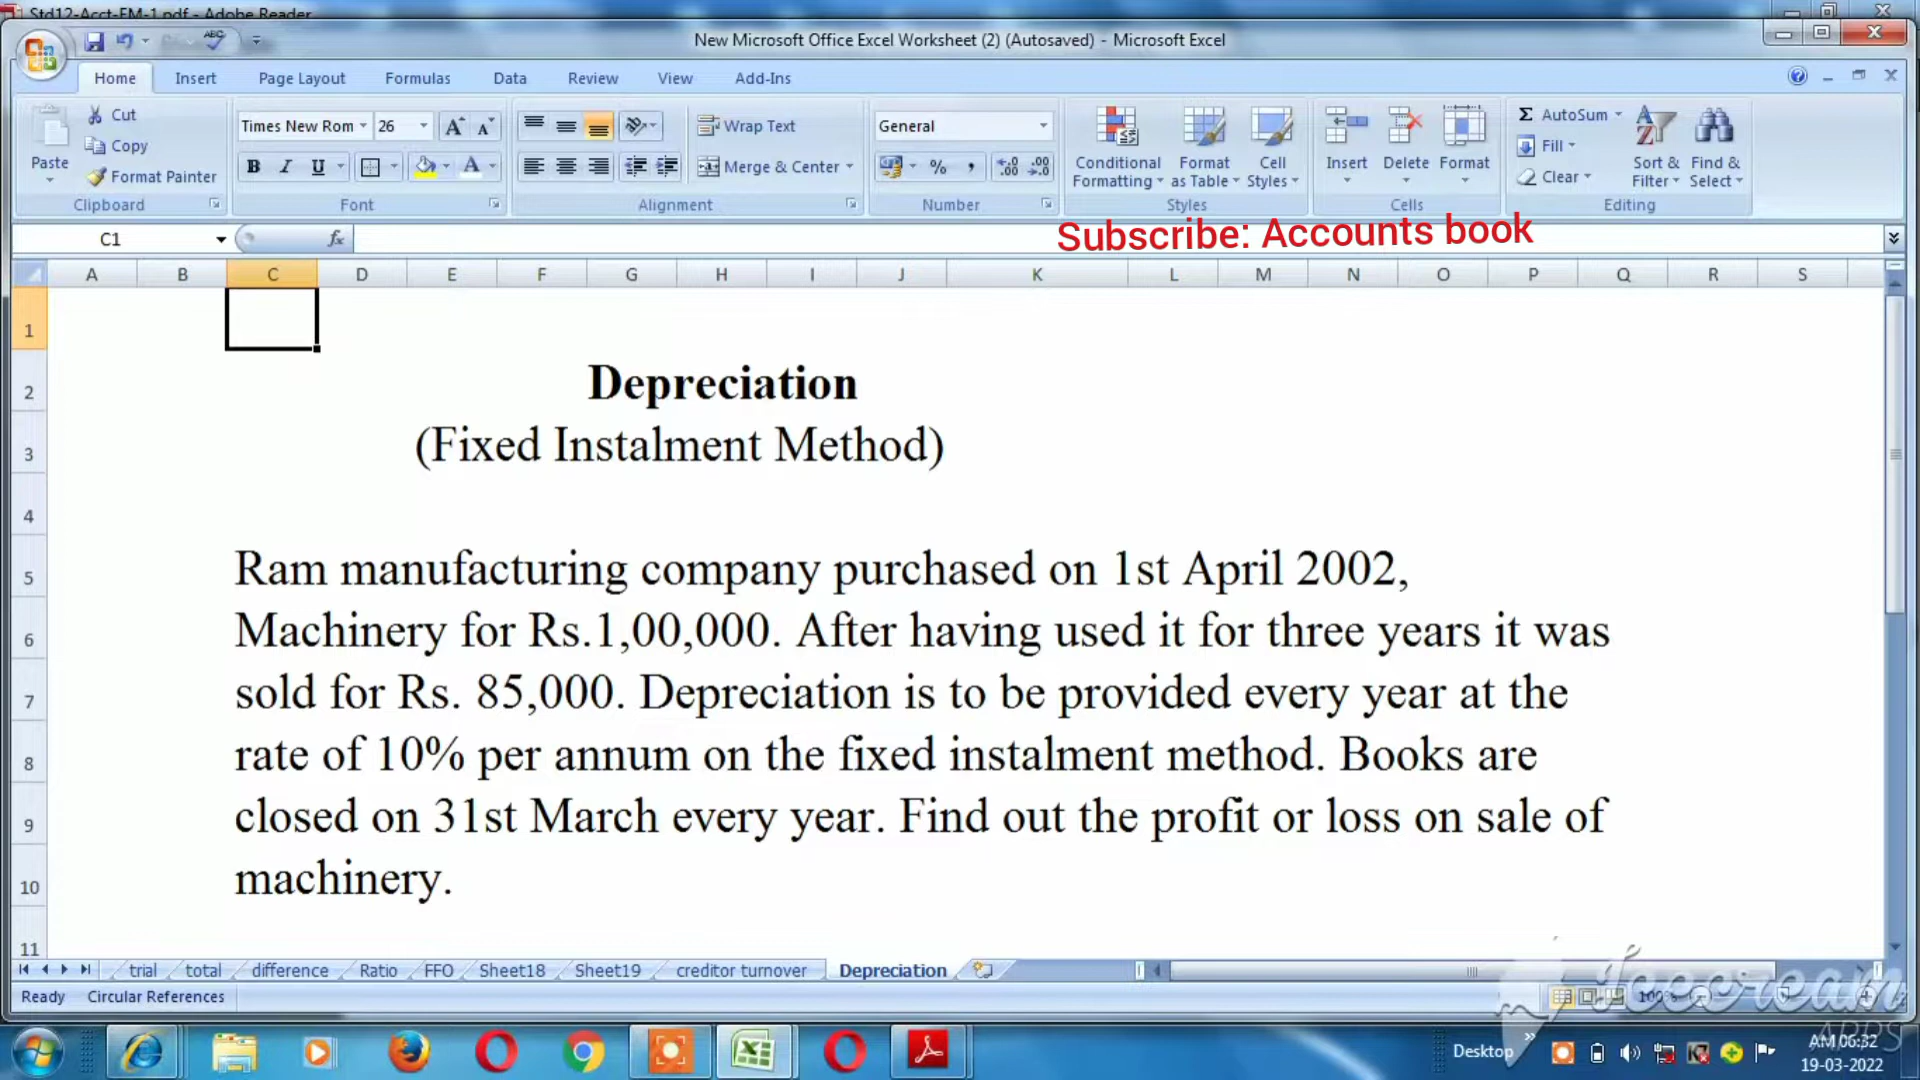 Std12-Acct-EM-1.pdf - Adobe Reader
New Microsoft Office Excel Worksheet (2) (Autosaved) - Microsoft Excel
Home Insert Page Layout Formulas Data Review View Add-Ins
Cut
Copy
Format Painter
Paste
Clipboard
Times New Rom 26
B I U
Font
Wrap Text
Merge & Center
Alignment
General
%
Number
Conditional Formatting
Format as Table
Cell Styles
Styles
Insert Delete Format
Cells
Σ AutoSum
Fill
Clear
Sort & Filter
Find & Select
Editing
C1 fx
Subscribe: Accounts book
A B C D E F G H I J K L M N O P Q R S
1
2 Depreciation
3 (Fixed Instalment Method)
4
5 Ram manufacturing company purchased on 1st April 2002,
6 Machinery for Rs.1,00,000. After having used it for three years it was
7 sold for Rs. 85,000. Depreciation is to be provided every year at the
8 rate of 10% per annum on the fixed instalment method. Books are
9 closed on 31st March every year. Find out the profit or loss on sale of
10 machinery.
11
trial total difference Ratio FFO Sheet18 Sheet19 creditor turnover Depreciation
Ready Circular References 100%
Icecream
APPS
Desktop
AM 06:32
19-03-2022